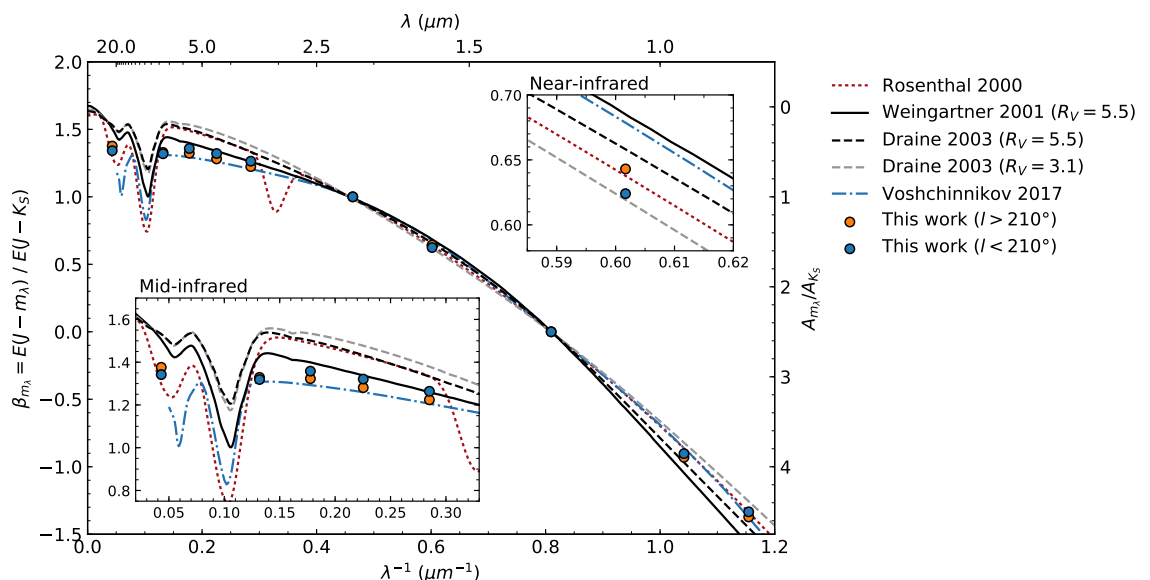 λ (μm)
20.0 5.0 2.5 1.5 1.0
2.0
1.5
1.0
0.5
0.0
−0.5
−1.0
−1.5
β_{m_λ} = E(J − m_λ) / E(J − K_S)
0
1
2
3
4
A_{m_λ}/A_{K_S}
0.0 0.2 0.4 0.6 0.8 1.0 1.2
λ^{−1} (μm^{−1})
Near-infrared
0.70
0.65
0.60
0.59 0.60 0.61 0.62
Mid-infrared
1.6
1.4
1.2
1.0
0.8
0.05 0.10 0.15 0.20 0.25 0.30
Rosenthal 2000
Weingartner 2001 (R_V = 5.5)
Draine 2003 (R_V = 5.5)
Draine 2003 (R_V = 3.1)
Voshchinnikov 2017
This work (l > 210°)
This work (l < 210°)